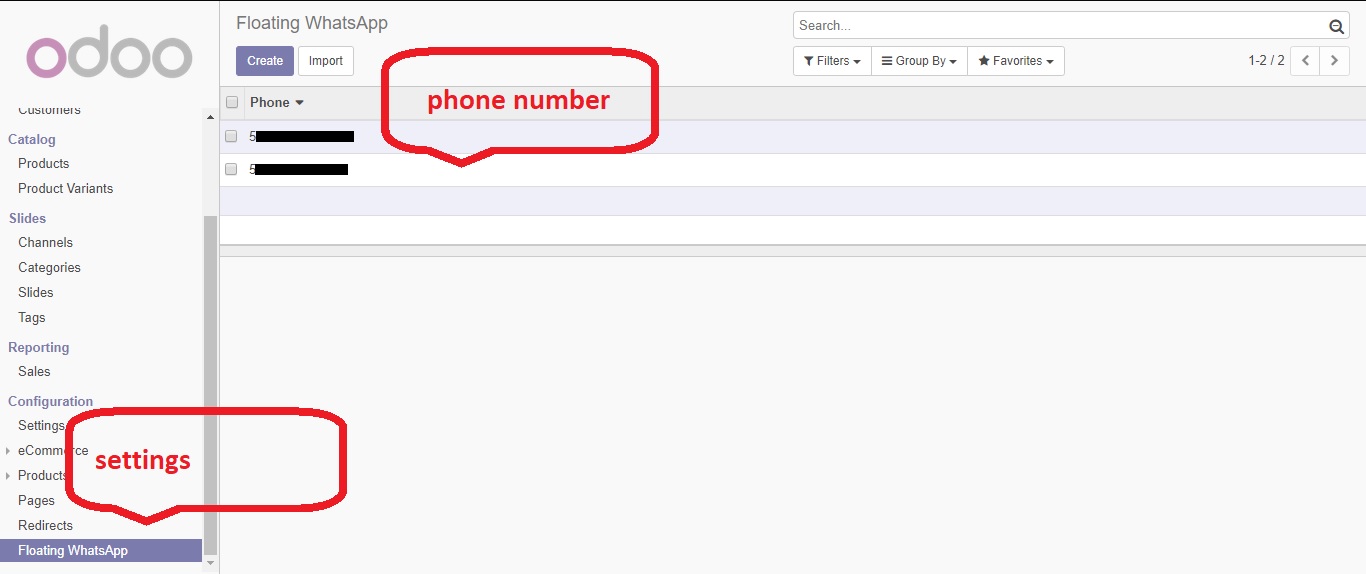 odoo
Customers
Catalog
Products
Product Variants
Slides
Channels
Categories
Slides
Tags
Reporting
Sales
Configuration
Settings
eCommerce
Products
Pages
Redirects
Floating WhatsApp
settings
Floating WhatsApp
Search...
Create Import
Filters Group By Favorites 1-2 / 2
Phone
phone number
5
5